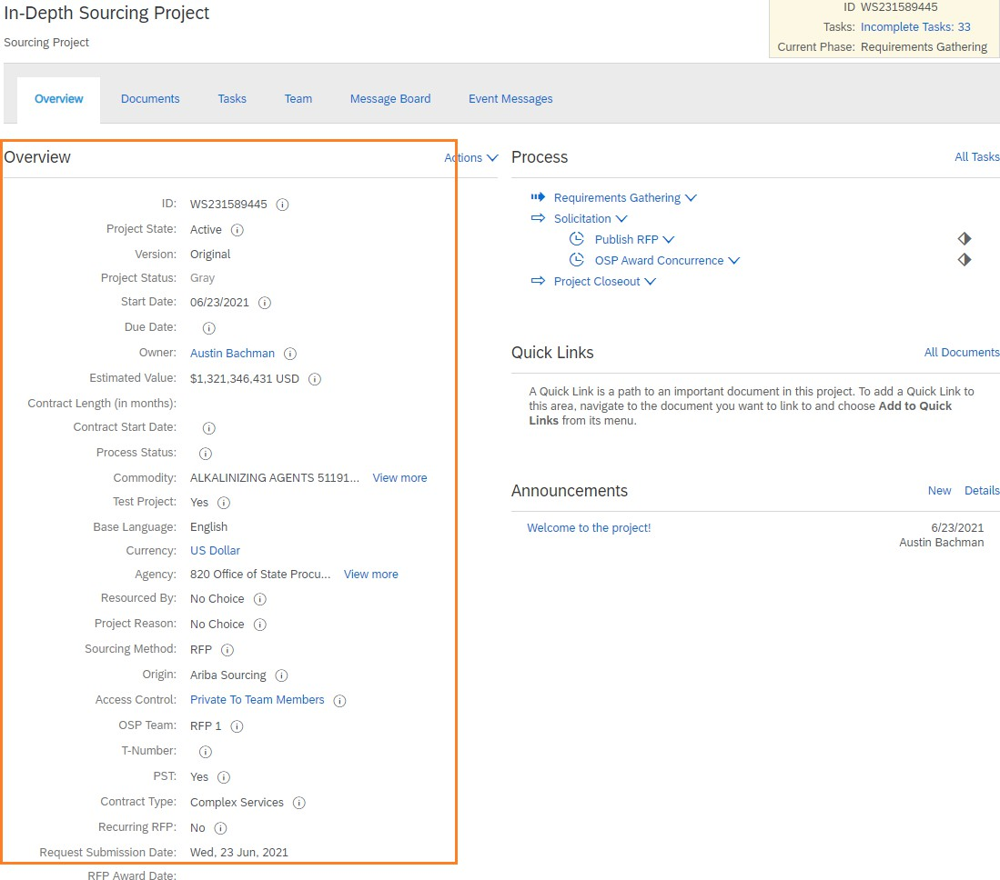 In-Depth Sourcing Project
Sourcing Project
ID WS231589445
Tasks: Incomplete Tasks: 33
Current Phase: Requirements Gathering
Overview Documents Tasks Team Message Board Event Messages
Overview Actions
ID: WS231589445
Project State: Active
Version: Original
Project Status: Gray
Start Date: 06/23/2021
Due Date:
Owner: Austin Bachman
Estimated Value: $1,321,346,431 USD
Contract Length (in months):
Contract Start Date:
Process Status:
Commodity: ALKALINIZING AGENTS 51191... View more
Test Project: Yes
Base Language: English
Currency: US Dollar
Agency: 820 Office of State Procu... View more
Resourced By: No Choice
Project Reason: No Choice
Sourcing Method: RFP
Origin: Ariba Sourcing
Access Control: Private To Team Members
OSP Team: RFP 1
T-Number:
PST: Yes
Contract Type: Complex Services
Recurring RFP: No
Request Submission Date: Wed, 23 Jun, 2021
RFP Award Date:
Process All Tasks
Requirements Gathering
Solicitation
Publish RFP
OSP Award Concurrence
Project Closeout
Quick Links All Documents
A Quick Link is a path to an important document in this project. To add a Quick Link to
this area, navigate to the document you want to link to and choose Add to Quick
Links from its menu.
Announcements New Details
Welcome to the project! 6/23/2021
Austin Bachman